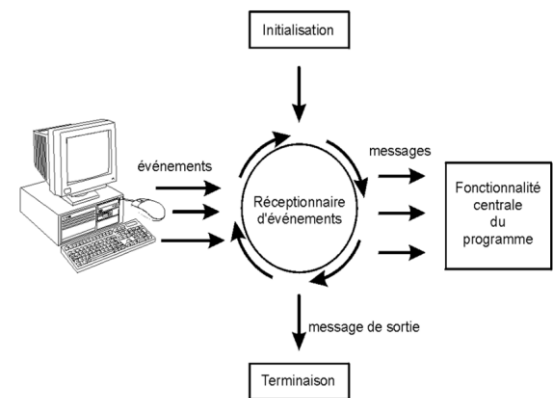 Initialisation
événements
messages
Réceptionnaire
d'événements
Fonctionnalité
centrale
du
programme
message de sortie
Terminaison